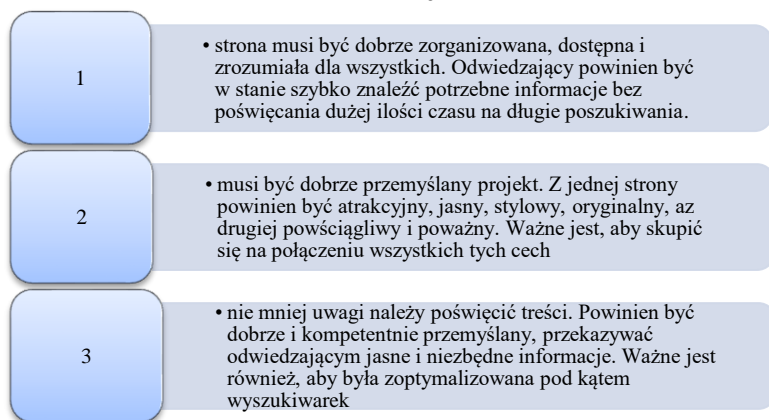 1
• strona musi być dobrze zorganizowana, dostępna i
zrozumiała dla wszystkich. Odwiedzający powinien być
w stanie szybko znaleźć potrzebne informacje bez
poświęcania dużej ilości czasu na długie poszukiwania.
2
• musi być dobrze przemyślany projekt. Z jednej strony
powinien być atrakcyjny, jasny, stylowy, oryginalny, az
drugiej powściągliwy i poważny. Ważne jest, aby skupić
się na połączeniu wszystkich tych cech
3
• nie mniej uwagi należy poświęcić treści. Powinien być
dobrze i kompetentnie przemyślany, przekazywać
odwiedzającym jasne i niezbędne informacje. Ważne jest
również, aby była zoptymalizowana pod kątem
wyszukiwarek